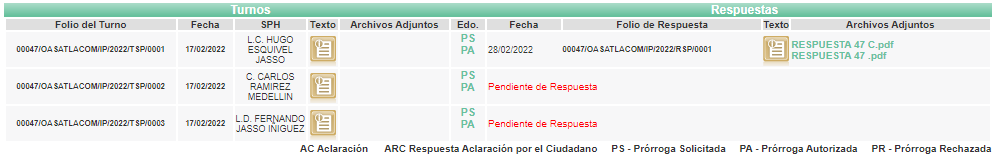 Turnos Respuestas
Folio del Turno Fecha SPH Texto Archivos Adjuntos Edo. Fecha Folio de Respuesta Texto Archivos Adjuntos
00047/OASATLACOM/IP/2022/TSP/0001 17/02/2022 L.C. HUGO ESQUIVEL JASSO PS PA 28/02/2022 00047/OASATLACOM/IP/2022/RSP/0001 RESPUESTA 47 C.pdf RESPUESTA 47 .pdf
00047/OASATLACOM/IP/2022/TSP/0002 17/02/2022 C. CARLOS RAMIREZ MEDELLIN PS PA Pendiente de Respuesta
00047/OASATLACOM/IP/2022/TSP/0003 17/02/2022 L.D. FERNANDO JASSO IÑIGUEZ PS PA Pendiente de Respuesta
AC Aclaración ARC Respuesta Aclaración por el Ciudadano PS - Prórroga Solicitada PA - Prórroga Autorizada PR - Prórroga Rechazada